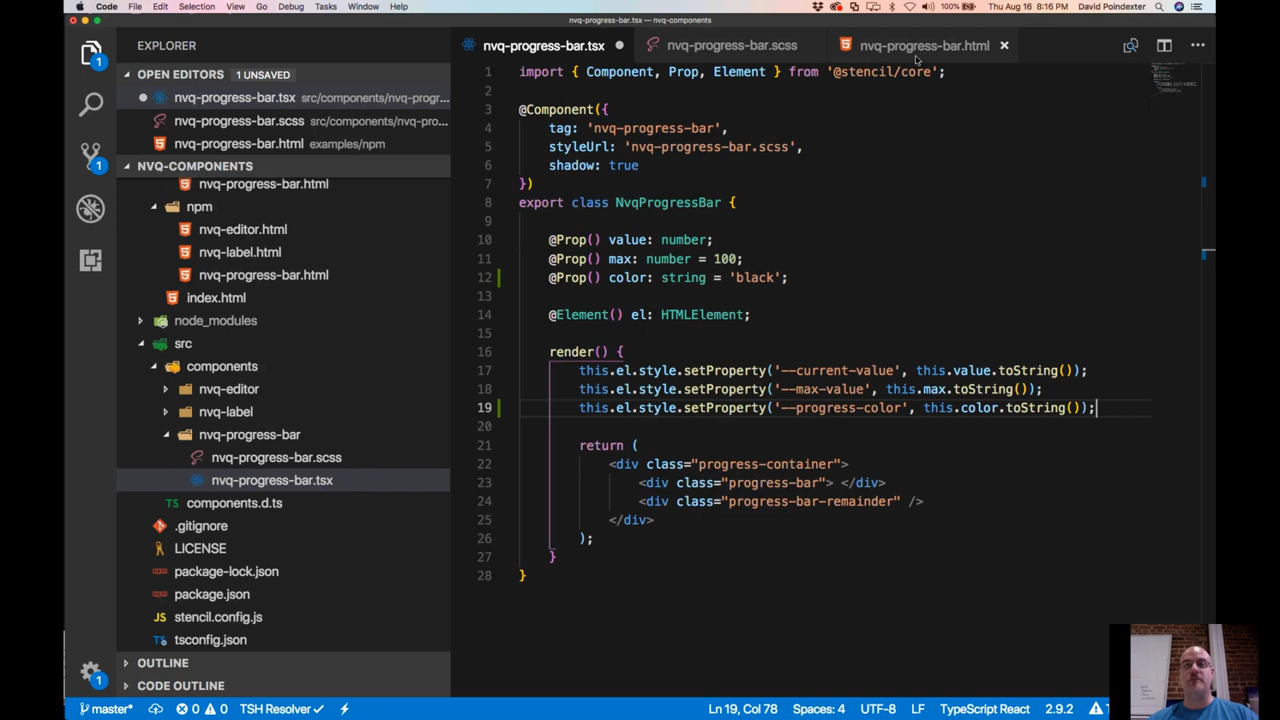 Code File Edit Selection View Go Debug Tasks Window Help 100% Thu Aug 16 8:16 PM David Poindexter
nvq-progress-bar.tsx — nvq-components
EXPLORER
OPEN EDITORS 1 UNSAVED
nvq-progress-bar.tsx src/components/nvq-progr...
nvq-progress-bar.scss src/components/nvq-pro...
nvq-progress-bar.html examples/npm
NVQ-COMPONENTS
nvq-progress-bar.html
npm
nvq-editor.html
nvq-label.html
nvq-progress-bar.html
index.html
node_modules
src
components
nvq-editor
nvq-label
nvq-progress-bar
nvq-progress-bar.scss
nvq-progress-bar.tsx
TS components.d.ts
.gitignore
LICENSE
package-lock.json
package.json
stencil.config.js
tsconfig.json
OUTLINE
CODE OUTLINE
1
1
1
nvq-progress-bar.tsx nvq-progress-bar.scss nvq-progress-bar.html
1 import { Component, Prop, Element } from '@stencil/core';
2
3 @Component({
4 tag: 'nvq-progress-bar',
5 styleUrl: 'nvq-progress-bar.scss',
6 shadow: true
7 })
8 export class NvqProgressBar {
9
10 @Prop() value: number;
11 @Prop() max: number = 100;
12 @Prop() color: string = 'black';
13
14 @Element() el: HTMLElement;
15
16 render() {
17 this.el.style.setProperty('--current-value', this.value.toString());
18 this.el.style.setProperty('--max-value', this.max.toString());
19 this.el.style.setProperty('--progress-color', this.color.toString());
20
21 return (
22 <div class="progress-container">
23 <div class="progress-bar"> </div>
24 <div class="progress-bar-remainder" />
25 </div>
26 );
27 }
28 }
master* 0 0 TSH Resolver Ln 19, Col 78 Spaces: 4 UTF-8 LF TypeScript React 2.9.2 1